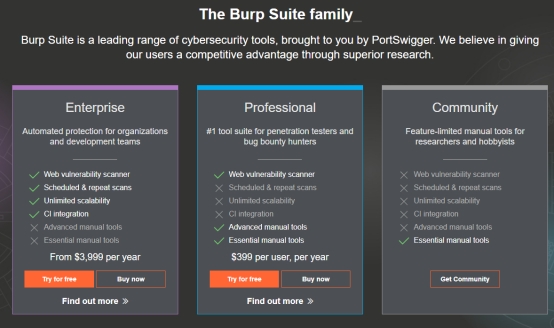 The Burp Suite family_
Burp Suite is a leading range of cybersecurity tools, brought to you by PortSwigger. We believe in giving
our users a competitive advantage through superior research.
Enterprise
Automated protection for organizations
and development teams
Web vulnerability scanner
Scheduled & repeat scans
Unlimited scalability
CI integration
Advanced manual tools
Essential manual tools
From $3,999 per year
Try for free
Buy now
Find out more »
Professional
#1 tool suite for penetration testers and
bug bounty hunters
Web vulnerability scanner
Scheduled & repeat scans
Unlimited scalability
CI integration
Advanced manual tools
Essential manual tools
$399 per user, per year
Try for free
Buy now
Find out more »
Community
Feature-limited manual tools for
researchers and hobbyists
Web vulnerability scanner
Scheduled & repeat scans
Unlimited scalability
CI integration
Advanced manual tools
Essential manual tools
Get Community